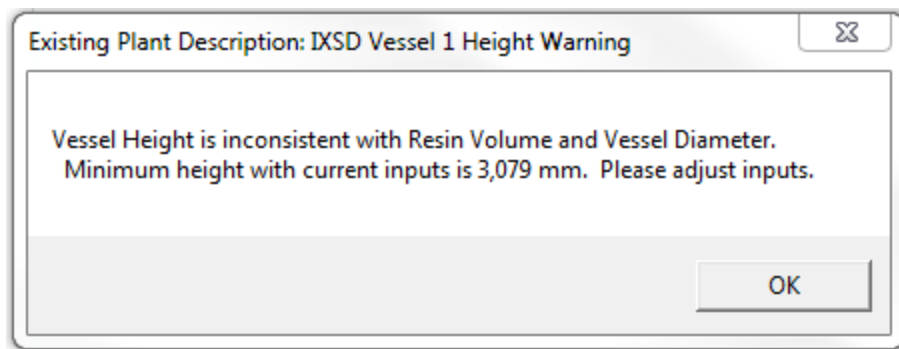 Existing Plant Description: IXSD Vessel 1 Height Warning
Vessel Height is inconsistent with Resin Volume and Vessel Diameter.
Minimum height with current inputs is 3,079 mm.  Please adjust inputs.
OK